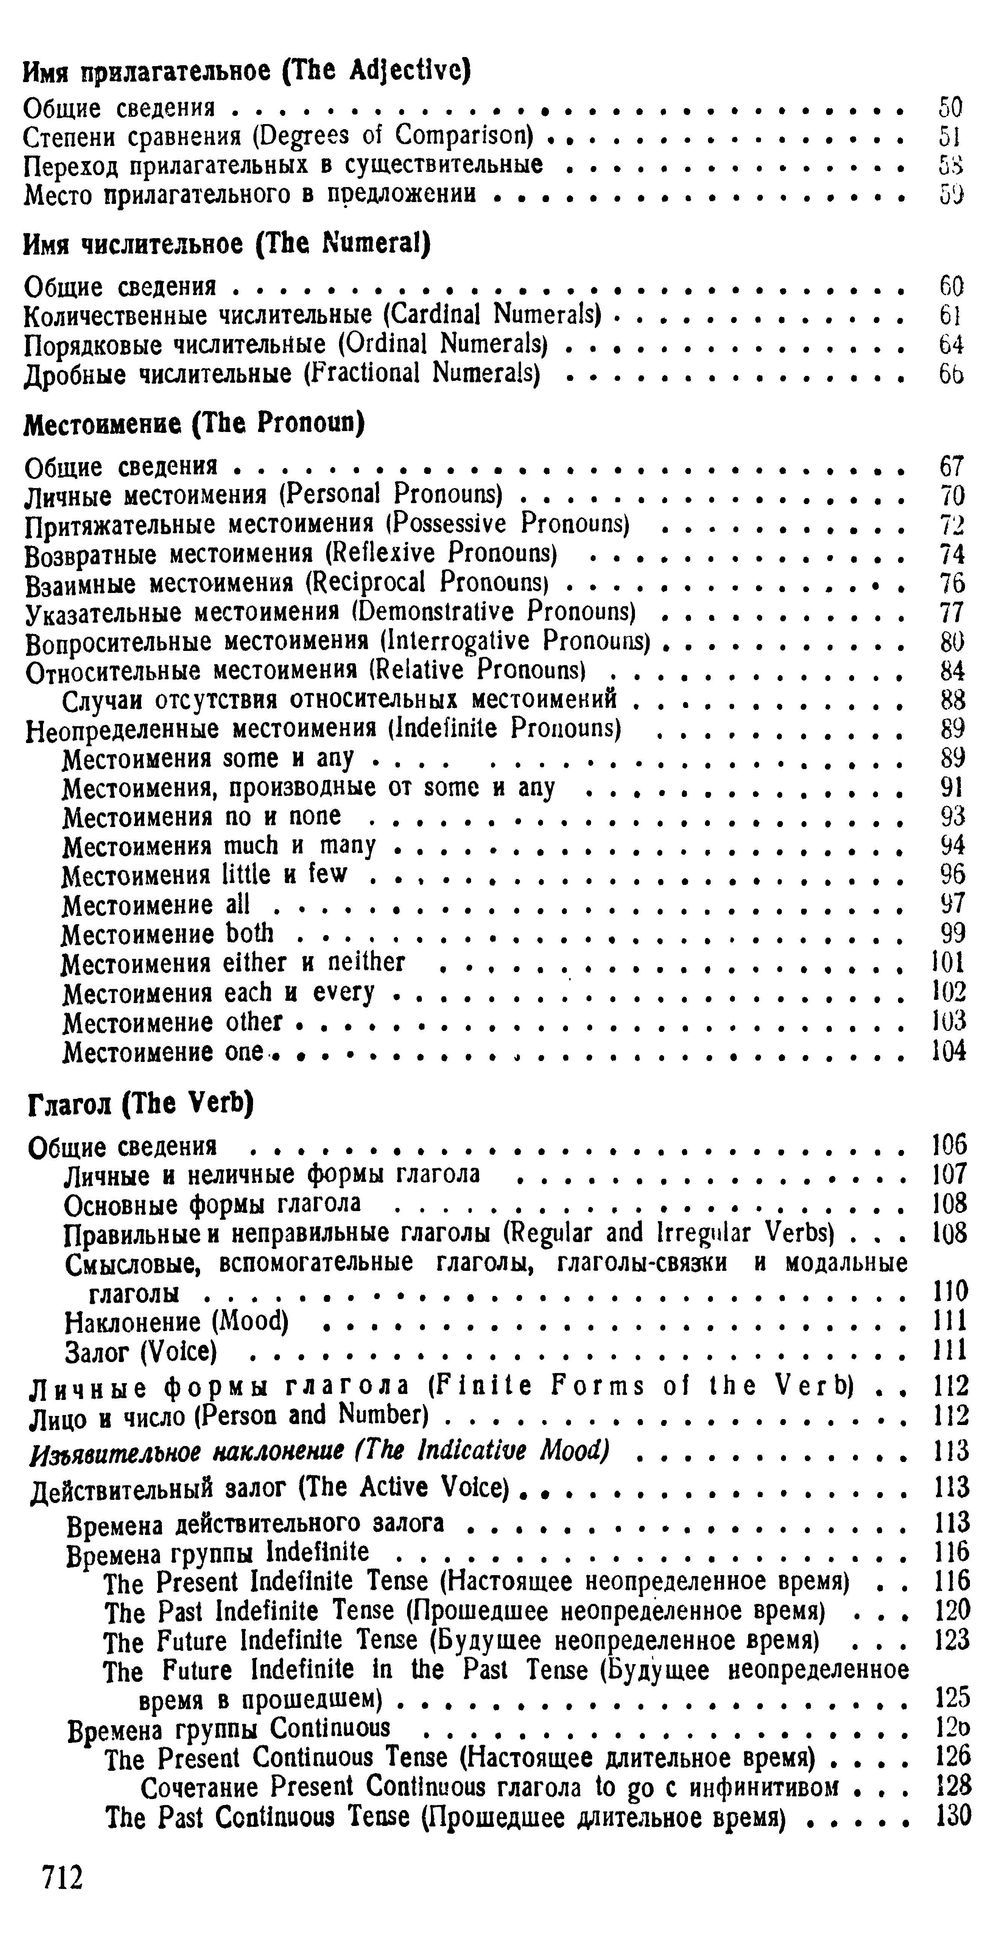 Имя прилагательное (The Adjective)
Общие сведения . . . . . . . . . . . . . . . . . . . . . . . . . . . . 50
Степени сравнения (Degrees of Comparison) . . . . . . . . . . . . . . . 51
Переход прилагательных в существительные . . . . . . . . . . . . . . . 58
Место прилагательного в предложении . . . . . . . . . . . . . . . . . . 59
Имя числительное (The Numeral)
Общие сведения . . . . . . . . . . . . . . . . . . . . . . . . . . . . 60
Количественные числительные (Cardinal Numerals) . . . . . . . . . . . . . 61
Порядковые числительные (Ordinal Numerals) . . . . . . . . . . . . . . . 64
Дробные числительные (Fractional Numerals) . . . . . . . . . . . . . . . 66
Местоимение (The Pronoun)
Общие сведения . . . . . . . . . . . . . . . . . . . . . . . . . . . . 67
Личные местоимения (Personal Pronouns) . . . . . . . . . . . . . . . . . 70
Притяжательные местоимения (Possessive Pronouns) . . . . . . . . . . . 72
Возвратные местоимения (Reflexive Pronouns) . . . . . . . . . . . . . . 74
Взаимные местоимения (Reciprocal Pronouns) . . . . . . . . . . . . . . . 76
Указательные местоимения (Demonstrative Pronouns) . . . . . . . . . . . 77
Вопросительные местоимения (Interrogative Pronouns) . . . . . . . . . . . 80
Относительные местоимения (Relative Pronouns) . . . . . . . . . . . . . 84
Случаи отсутствия относительных местоимений . . . . . . . . . . . . 88
Неопределенные местоимения (Indefinite Pronouns) . . . . . . . . . . . 89
Местоимения some и any . . . . . . . . . . . . . . . . . . . . . . 89
Местоимения, производные от some и any . . . . . . . . . . . . . . 91
Местоимения no и none . . . . . . . . . . . . . . . . . . . . . . . 93
Местоимения much и many . . . . . . . . . . . . . . . . . . . . . . 94
Местоимения little и few . . . . . . . . . . . . . . . . . . . . . . . 96
Местоимение all . . . . . . . . . . . . . . . . . . . . . . . . . . . 97
Местоимение both . . . . . . . . . . . . . . . . . . . . . . . . . . 99
Местоимения either и neither . . . . . . . . . . . . . . . . . . . . 101
Местоимения each и every . . . . . . . . . . . . . . . . . . . . . . 102
Местоимение other . . . . . . . . . . . . . . . . . . . . . . . . . . 103
Местоимение one . . . . . . . . . . . . . . . . . . . . . . . . . . . 104
Глагол (The Verb)
Общие сведения . . . . . . . . . . . . . . . . . . . . . . . . . . . . 106
Личные и неличные формы глагола . . . . . . . . . . . . . . . . . 107
Основные формы глагола . . . . . . . . . . . . . . . . . . . . . . 108
Правильные и неправильные глаголы (Regular and Irregular Verbs) . . . 108
Смысловые, вспомогательные глаголы, глаголы-связки и модальные
глаголы . . . . . . . . . . . . . . . . . . . . . . . . . . . . . . 110
Наклонение (Mood) . . . . . . . . . . . . . . . . . . . . . . . . . 111
Залог (Voice) . . . . . . . . . . . . . . . . . . . . . . . . . . . . 111
Личные формы глагола (Finite Forms of the Verb) . . 112
Лицо и число (Person and Number) . . . . . . . . . . . . . . . . . . . . 112
Изъявительное наклонение (The Indicative Mood) . . . . . . . . . . . . 113
Действительный залог (The Active Voice) . . . . . . . . . . . . . . . . . 113
Времена действительного залога . . . . . . . . . . . . . . . . . . . 113
Времена группы Indefinite . . . . . . . . . . . . . . . . . . . . . . 116
The Present Indefinite Tense (Настоящее неопределенное время) . . 116
The Past Indefinite Tense (Прошедшее неопределенное время) . . . 120
The Future Indefinite Tense (Будущее неопределенное время) . . . 123
The Future Indefinite in the Past Tense (Будущее неопределенное
время в прошедшем) . . . . . . . . . . . . . . . . . . . . . . 125
Времена группы Continuous . . . . . . . . . . . . . . . . . . . . . 126
The Present Continuous Tense (Настоящее длительное время) . . . . 126
Сочетание Present Continuous глагола to go с инфинитивом . . . 128
The Past Continuous Tense (Прошедшее длительное время) . . . . . 130
712